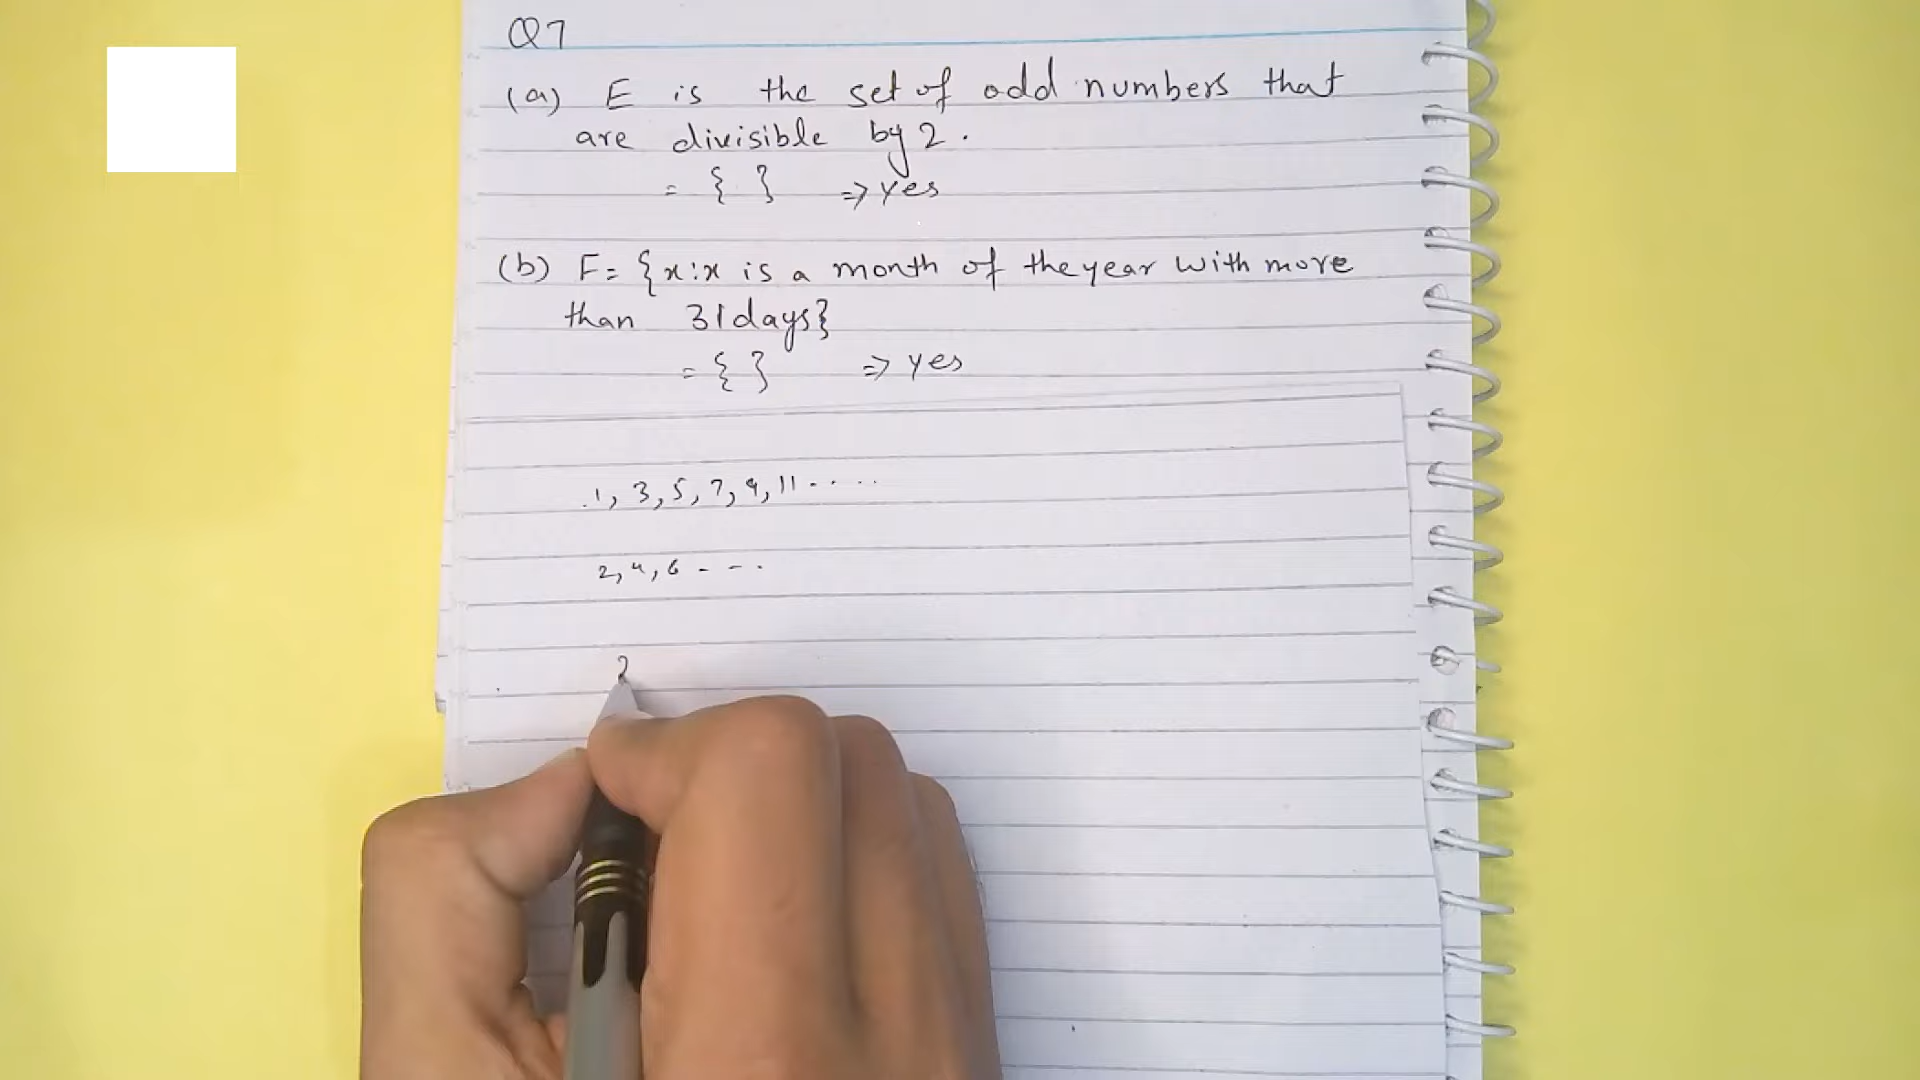 Q7
(a) E is the set of odd numbers that
are divisible by 2.
= { } => yes
(b) F = {x:x is a month of the year with more
than 31 days}
= { } => yes
1, 3, 5, 7, 9, 11 . . . . .
2, 4, 6 - - -.
2